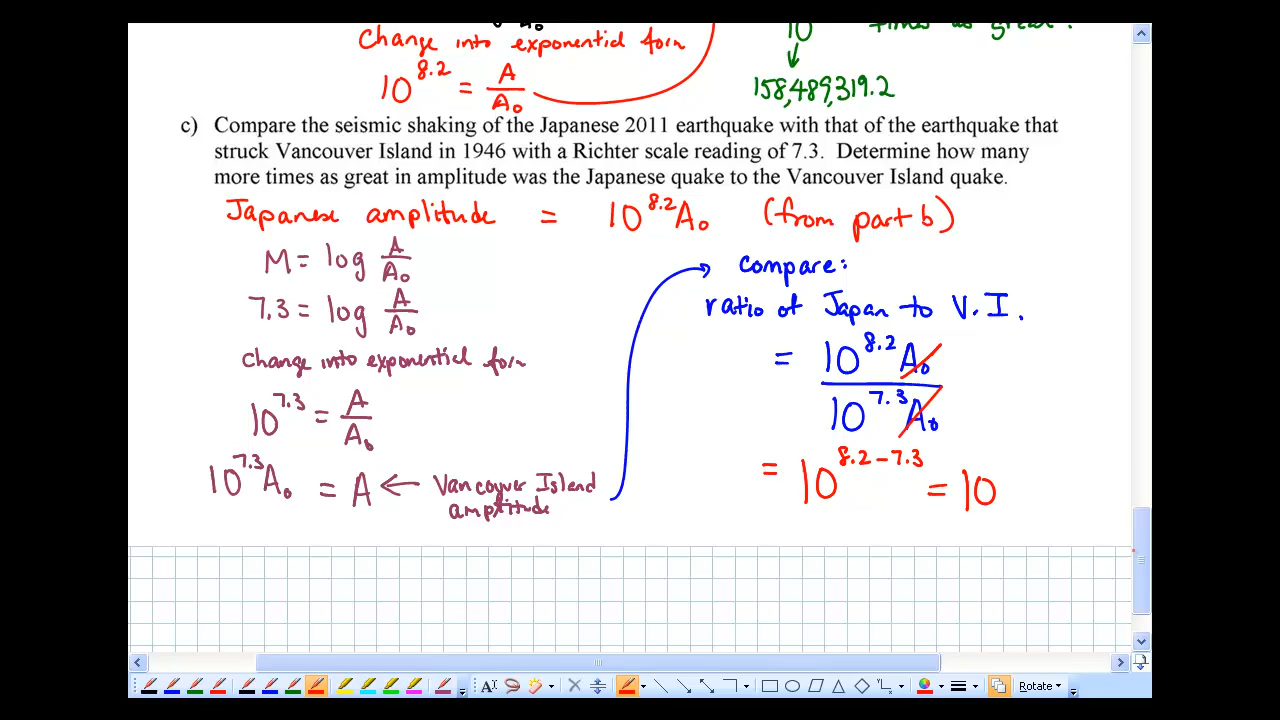 10 times as great.
Change into exponential form
10^8.2 = A/A₀
158,489,319.2
c) Compare the seismic shaking of the Japanese 2011 earthquake with that of the earthquake that
struck Vancouver Island in 1946 with a Richter scale reading of 7.3. Determine how many
more times as great in amplitude was the Japanese quake to the Vancouver Island quake.
Japanese amplitude = 10^8.2 A₀ (from part b)
M = log A/A₀
7.3 = log A/A₀
change into exponential form
10^7.3 = A/A₀
10^7.3 A₀ = A ← Vancouver Island
amplitude
compare:
ratio of Japan to V.I.
= 10^8.2 A₀ / 10^7.3 A₀
= 10^8.2-7.3 = 10
Rotate